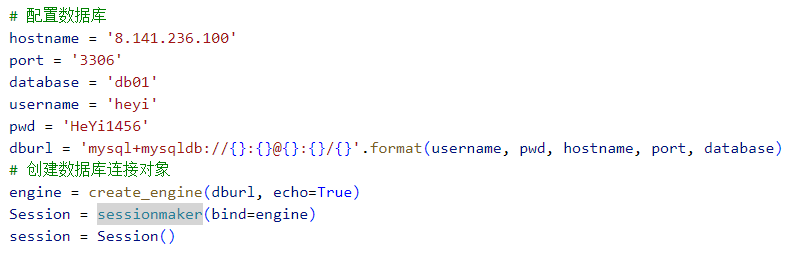 # 配置数据库
hostname = '8.141.236.100'
port = '3306'
database = 'db01'
username = 'heyi'
pwd = 'HeYi1456'
dburl = 'mysql+mysqldb://{}:{}@{}:{}/{}'.format(username, pwd, hostname, port, database)
# 创建数据库连接对象
engine = create_engine(dburl, echo=True)
Session = sessionmaker(bind=engine)
session = Session()